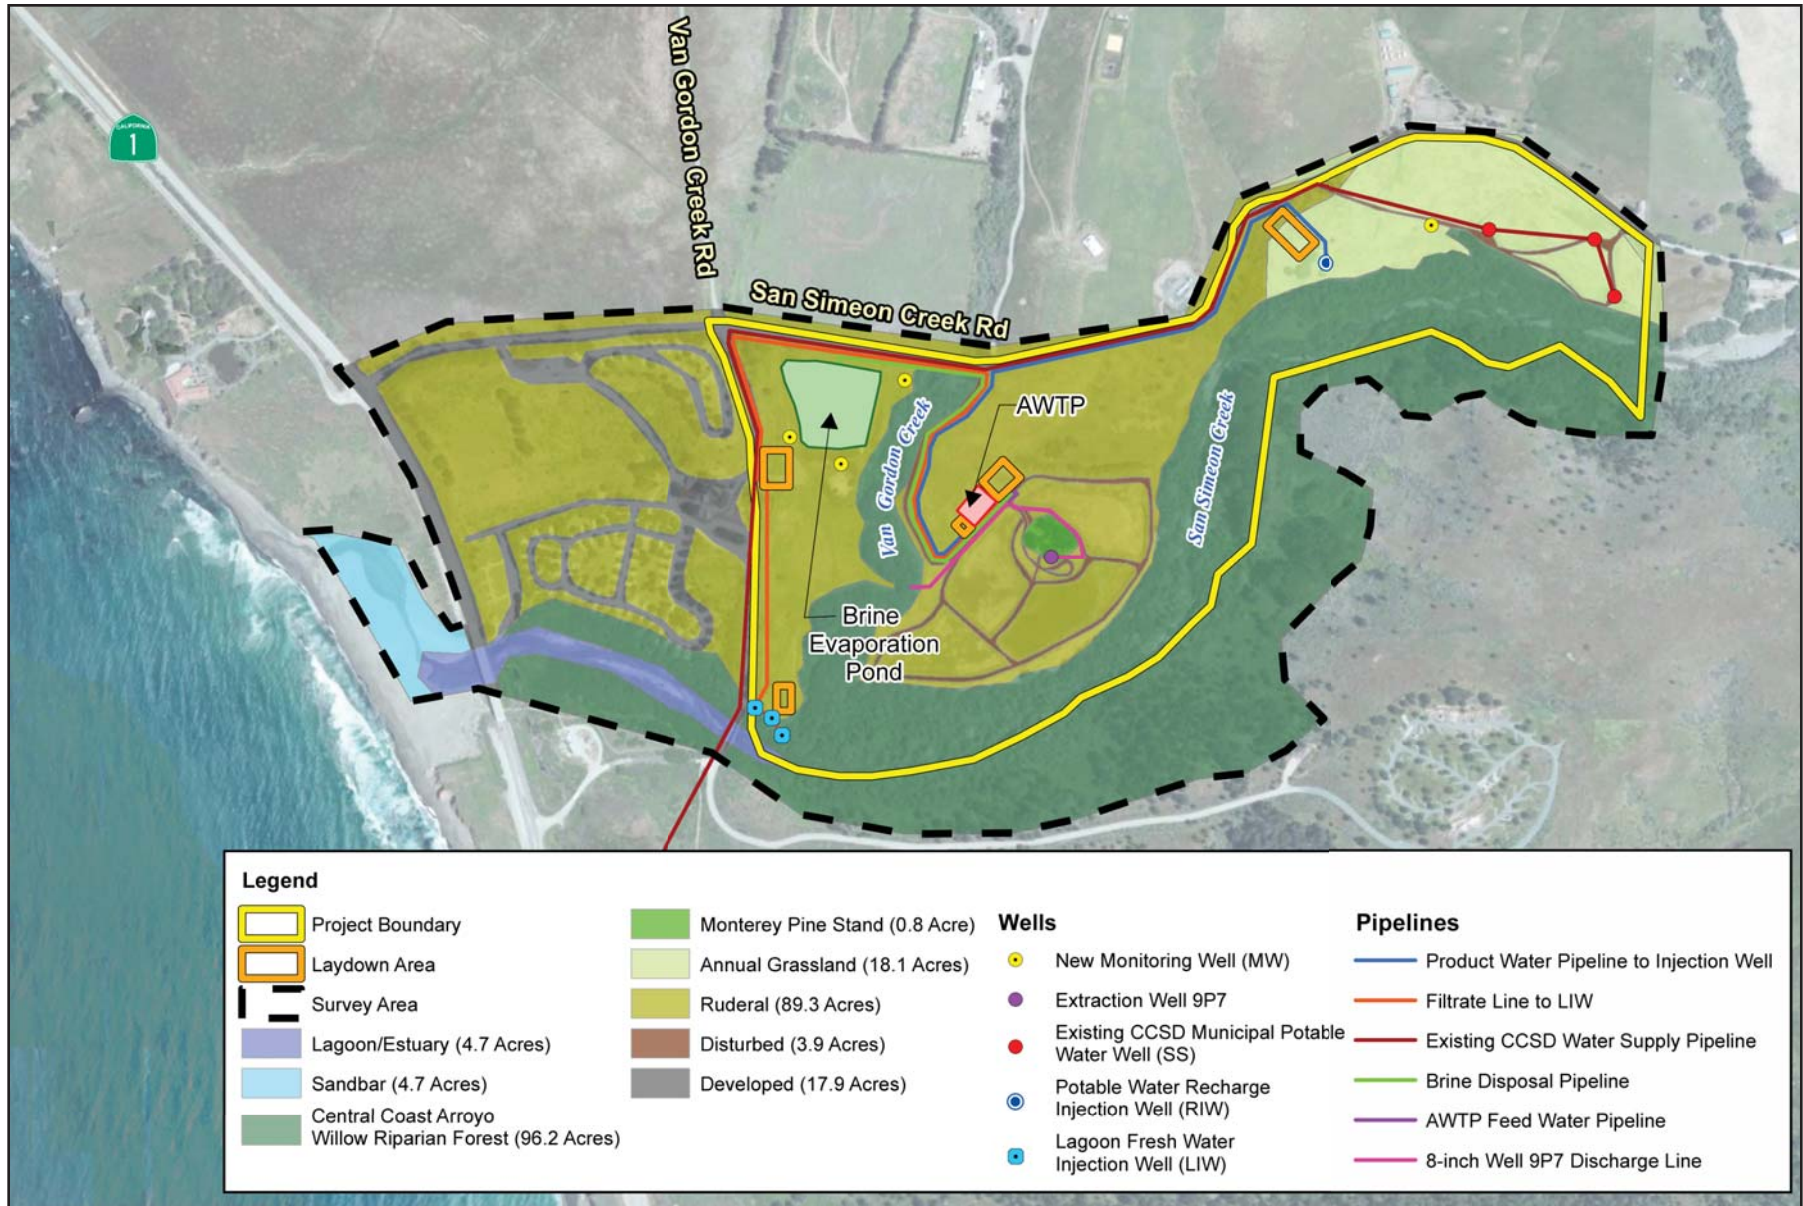 CALIFORNIA
1
Van Gordon Creek Rd
San Simeon Creek Rd
AWTP
Van Gordon Creek
San Simeon Creek
Brine
Evaporation
Pond
Legend
Project Boundary
Laydown Area
Survey Area
Lagoon/Estuary (4.7 Acres)
Sandbar (4.7 Acres)
Central Coast Arroyo
Willow Riparian Forest (96.2 Acres)
Monterey Pine Stand (0.8 Acre)
Annual Grassland (18.1 Acres)
Ruderal (89.3 Acres)
Disturbed (3.9 Acres)
Developed (17.9 Acres)
Wells
New Monitoring Well (MW)
Extraction Well 9P7
Existing CCSD Municipal Potable
Water Well (SS)
Potable Water Recharge
Injection Well (RIW)
Lagoon Fresh Water
Injection Well (LIW)
Pipelines
Product Water Pipeline to Injection Well
Filtrate Line to LIW
Existing CCSD Water Supply Pipeline
Brine Disposal Pipeline
AWTP Feed Water Pipeline
8-inch Well 9P7 Discharge Line